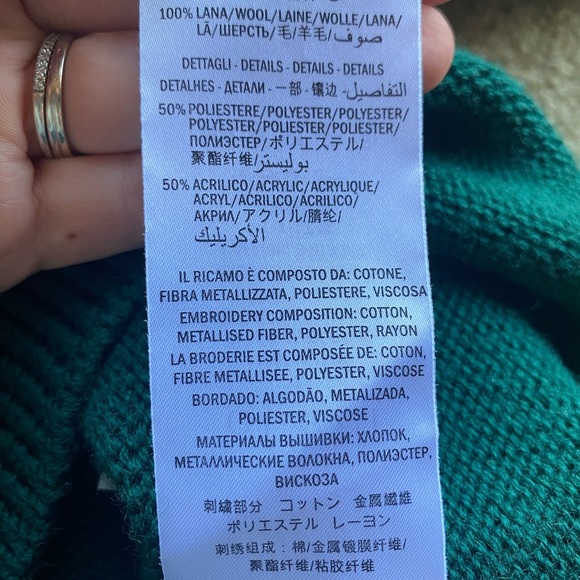 100% LANA/WOOL/LAINE/WOLLE/LANA/
LÃ/ШЕРСТЬ/毛/羊毛/صوف
DETTAGLI - DETAILS - DETAILS - DETAILS
DETALHES - ДЕТАЛИ - 一部 - 镶边 - التفاصيل
50% POLIESTERE/POLYESTER/POLYESTER/
POLYESTER/POLIESTER/POLIESTER/
ПОЛИЭСТЕР/ポリエステル/
聚酯纤维/بوليستر
50% ACRILICO/ACRYLIC/ACRYLIQUE/
ACRYL/ACRILICO/ACRILICO/
АКРИЛ/アクリル/腈纶/
الأكريليك
IL RICAMO È COMPOSTO DA: COTONE,
FIBRA METALLIZZATA, POLIESTERE, VISCOSA
EMBROIDERY COMPOSITION: COTTON,
METALLISED FIBER, POLYESTER, RAYON
LA BRODERIE EST COMPOSÉE DE: COTON,
FIBRE METALLISEE, POLYESTER, VISCOSE
BORDADO: ALGODÃO, METALIZADA,
POLIESTER, VISCOSE
МАТЕРИАЛЫ ВЫШИВКИ: ХЛОПОК,
МЕТАЛЛИЧЕСКИЕ ВОЛОКНА, ПОЛИЭСТЕР,
ВИСКОЗА
刺繍部分 コットン 金属繊維
ポリエステル レーヨン
刺绣组成: 棉/金属镀膜纤维/
聚酯纤维/粘胶纤维